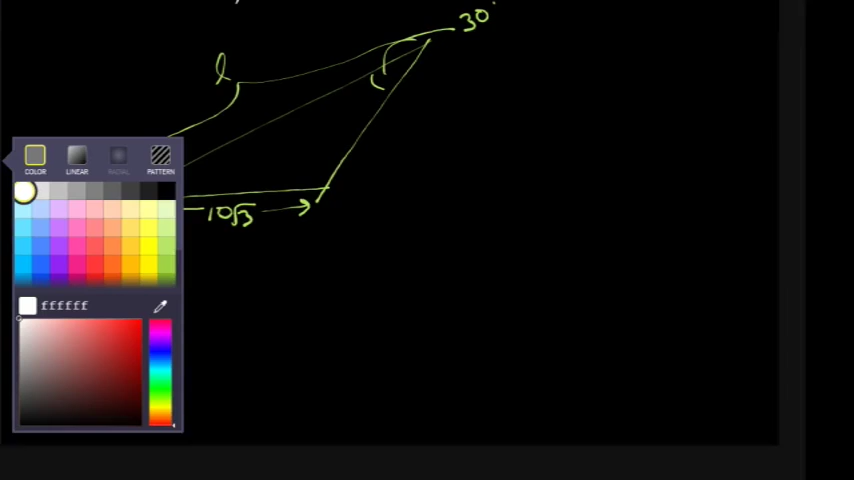 30°
l
COLOR LINEAR RADIAL PATTERN
10√3
ffffff